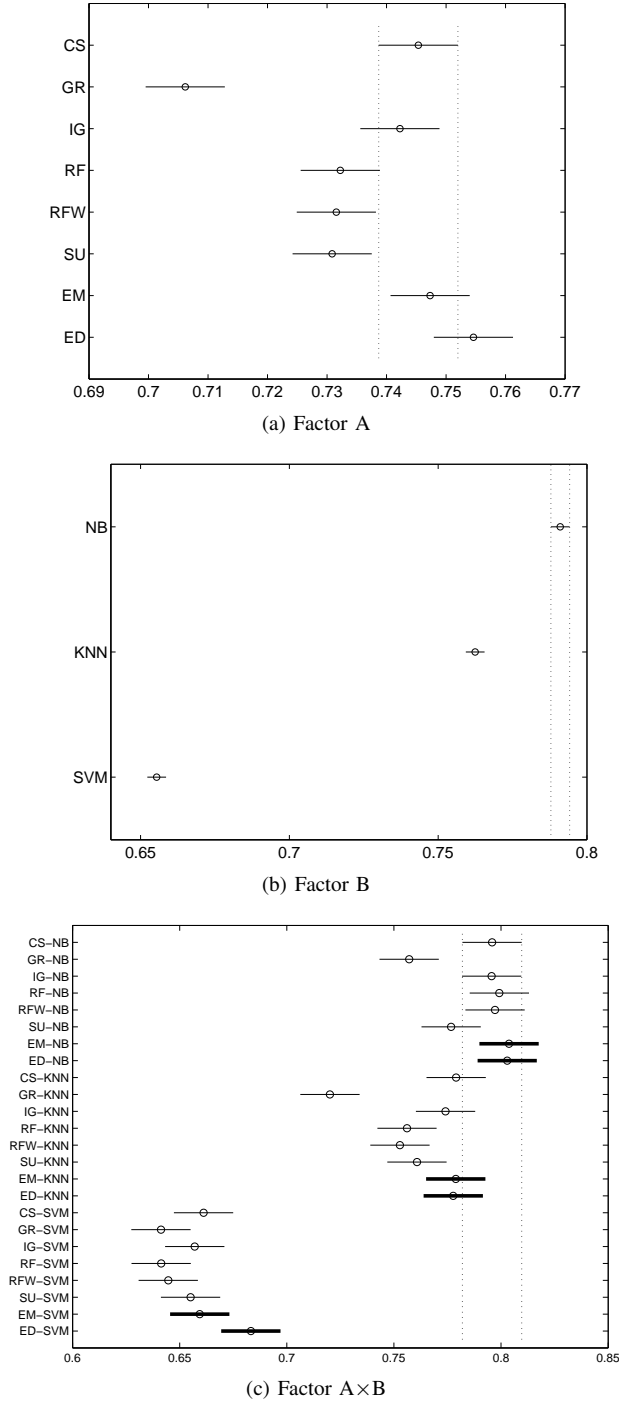 CS
GR
IG
RF
RFW
SU
EM
ED
0.69 0.7 0.71 0.72 0.73 0.74 0.75 0.76 0.77
(a) Factor A
NB
KNN
SVM
0.65 0.7 0.75 0.8
(b) Factor B
CS−NB
GR−NB
IG−NB
RF−NB
RFW−NB
SU−NB
EM−NB
ED−NB
CS−KNN
GR−KNN
IG−KNN
RF−KNN
RFW−KNN
SU−KNN
EM−KNN
ED−KNN
CS−SVM
GR−SVM
IG−SVM
RF−SVM
RFW−SVM
SU−SVM
EM−SVM
ED−SVM
0.6 0.65 0.7 0.75 0.8 0.85
(c) Factor A×B